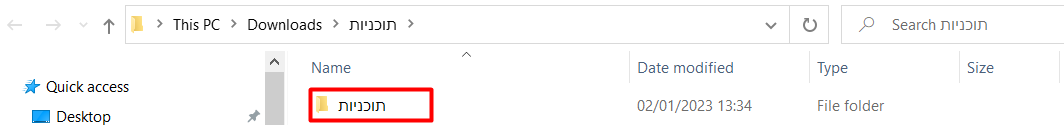 This PC > Downloads > תוכניות >
Search תוכניות
Quick access
Desktop
Name Date modified Type Size
תוכניות 02/01/2023 13:34 File folder